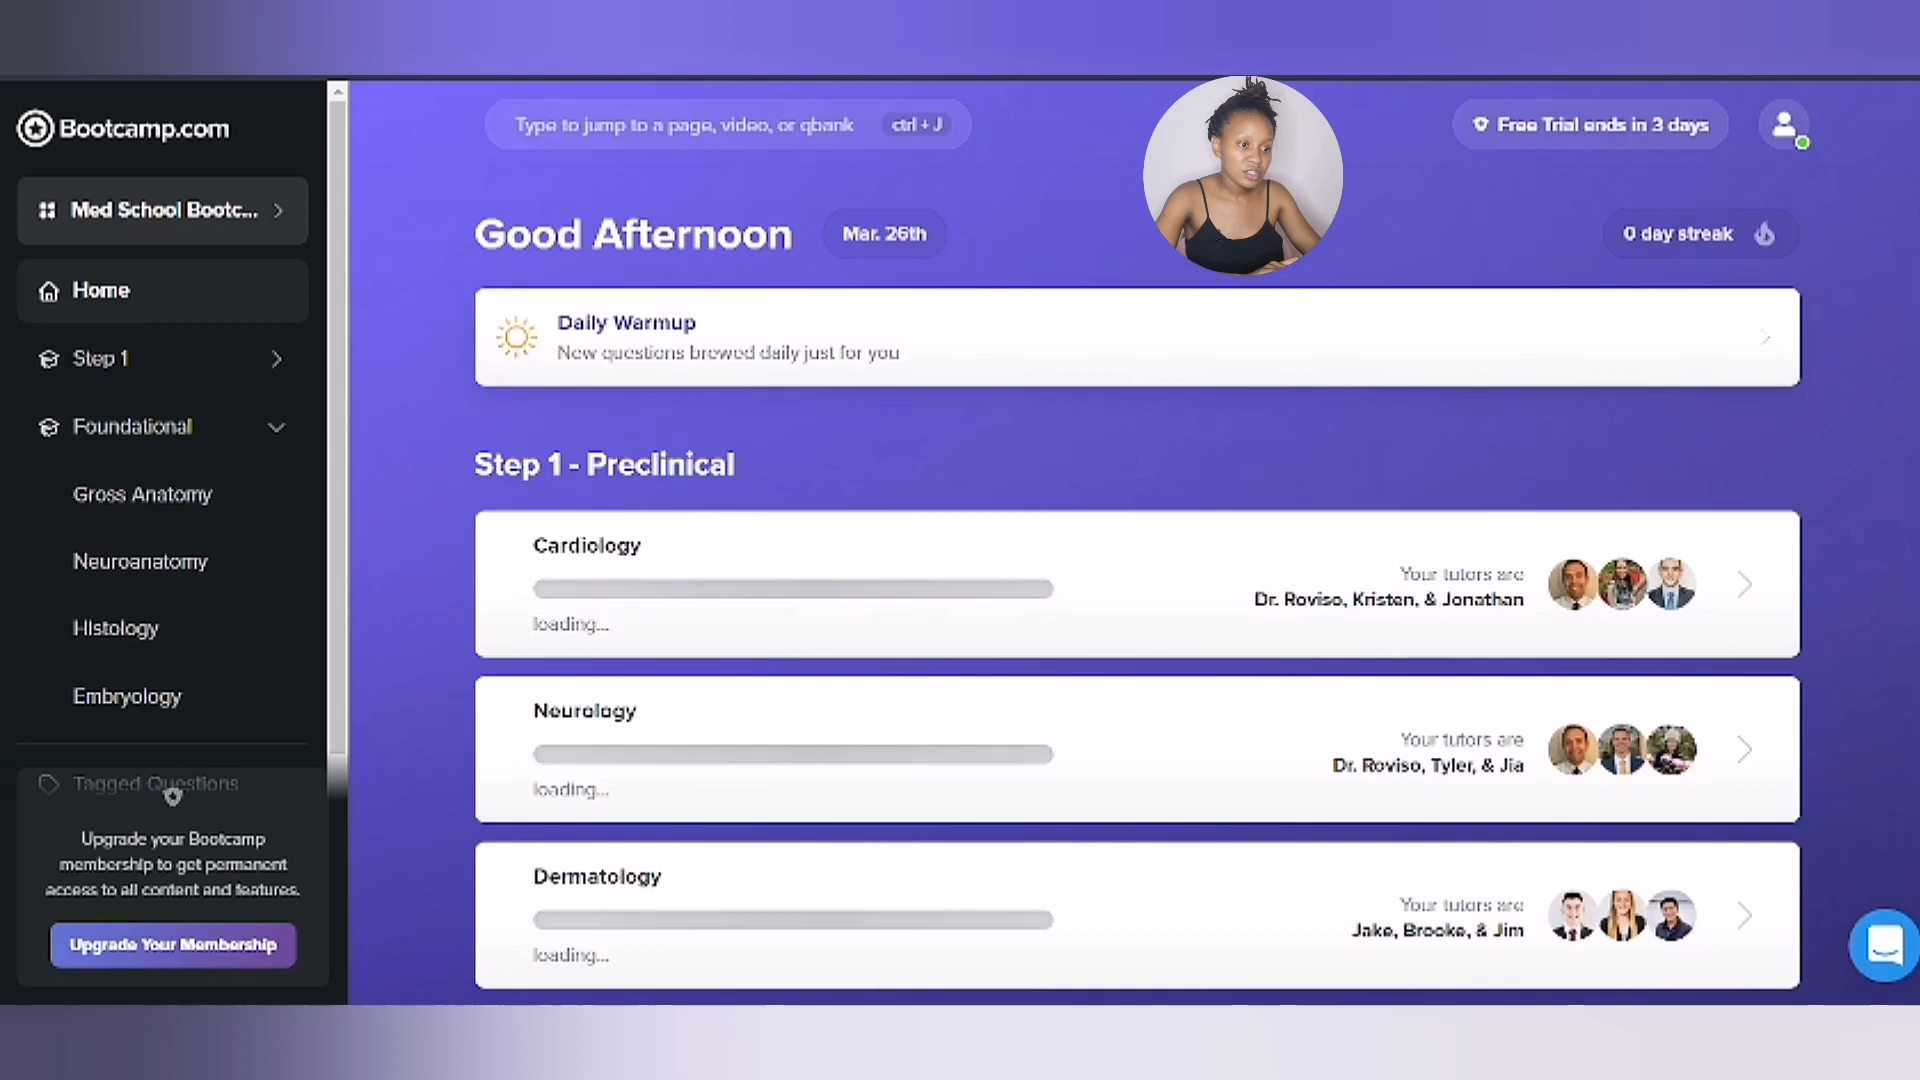 Bootcamp.com
Type to jump to a page, video, or qbank
ctrl + J
Free Trial ends in 3 days
Med School Bootc...
Good Afternoon
Mar. 26th
0 day streak
Home
Daily Warmup
New questions brewed daily just for you
Step 1
Foundational
Step 1 - Preclinical
Gross Anatomy
Neuroanatomy
Histology
Embryology
Cardiology
loading...
Your tutors are
Dr. Roviso, Kristen, & Jonathan
Neurology
loading...
Your tutors are
Dr. Roviso, Tyler, & Jia
Dermatology
loading...
Your tutors are
Jake, Brooke, & Jim
Tagged Questions
Upgrade your Bootcamp
membership to get permanent
access to all content and features.
Upgrade Your Membership